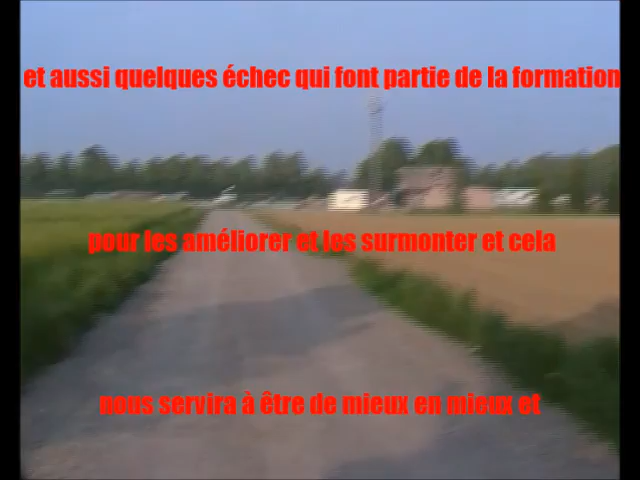 et aussi quelques échec qui font partie de la formation
pour les améliorer et les surmonter et cela
nous servira à être de mieux en mieux et